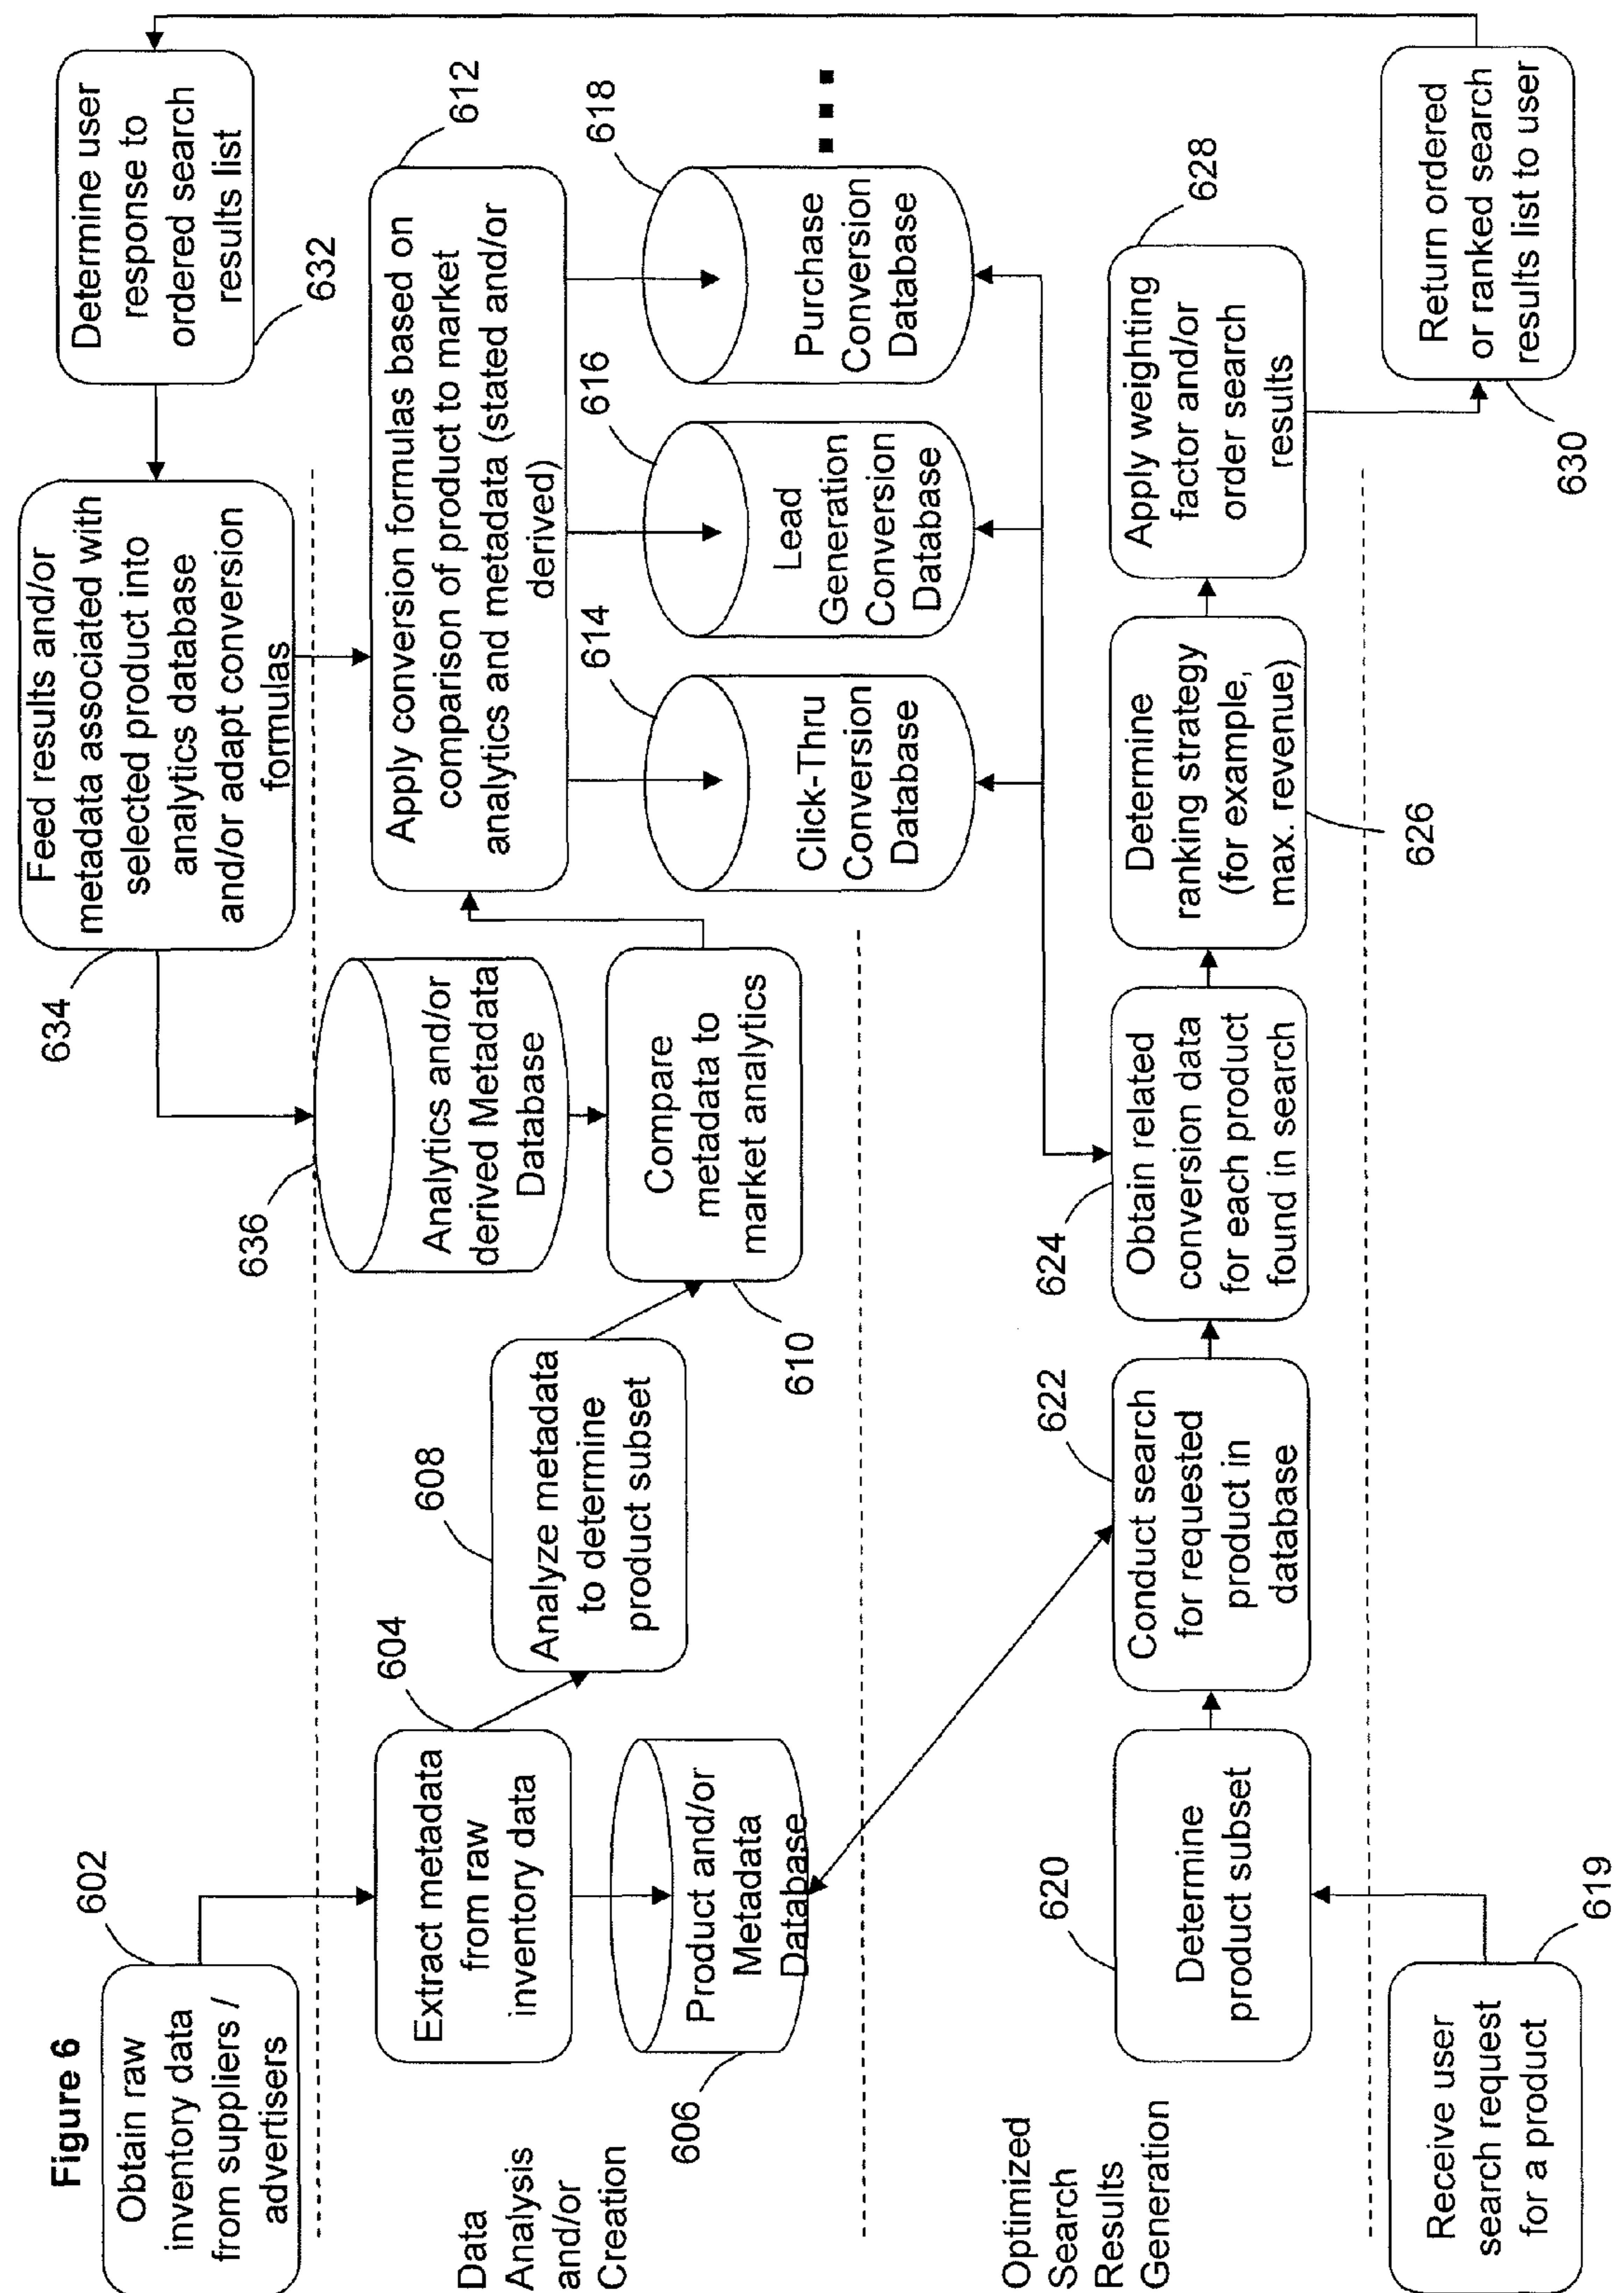 Figure 6
Obtain raw
inventory data
from suppliers /
advertisers
602
634
Feed results and/or
metadata associated with
selected product into
analytics database
and/or adapt conversion
formulas
Determine user
response to
ordered search
results list
632
Data
Analysis
and/or
Creation
604
Extract metadata
from raw
inventory data
606
Product and/or
Metadata
Database
608
Analyze metadata
to determine
product subset
636
Analytics and/or
derived Metadata
Database
Compare
metadata to
market analytics
610
612
Apply conversion formulas based on
comparison of product to market
analytics and metadata (stated and/or
derived)
614
Click-Thru
Conversion
Database
616
Lead
Generation
Conversion
Database
618
Purchase
Conversion
Database
Optimized
Search
Results
Generation
620
Determine
product subset
622
Conduct search
for requested
product in
database
624
Obtain related
conversion data
for each product
found in search
Determine
ranking strategy
(for example,
max. revenue)
626
628
Apply weighting
factor and/or
order search
results
Receive user
search request
for a product
619
Return ordered
or ranked search
results list to user
630